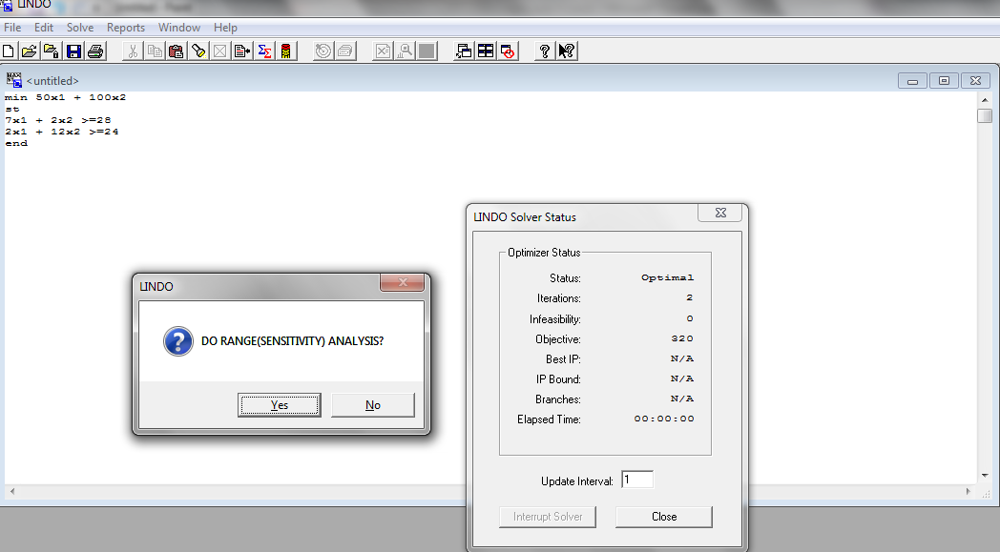 LINDO
File Edit Solve Reports Window Help
<untitled>
min 50x1 + 100x2
st
7x1 + 2x2 >=28
2x1 + 12x2 >=24
end
LINDO
DO RANGE(SENSITIVITY) ANALYSIS?
Yes No
LINDO Solver Status
Optimizer Status
Status: Optimal
Iterations: 2
Infeasibility: 0
Objective: 320
Best IP: N/A
IP Bound: N/A
Branches: N/A
Elapsed Time: 00:00:00
Update Interval: 1
Interrupt Solver Close